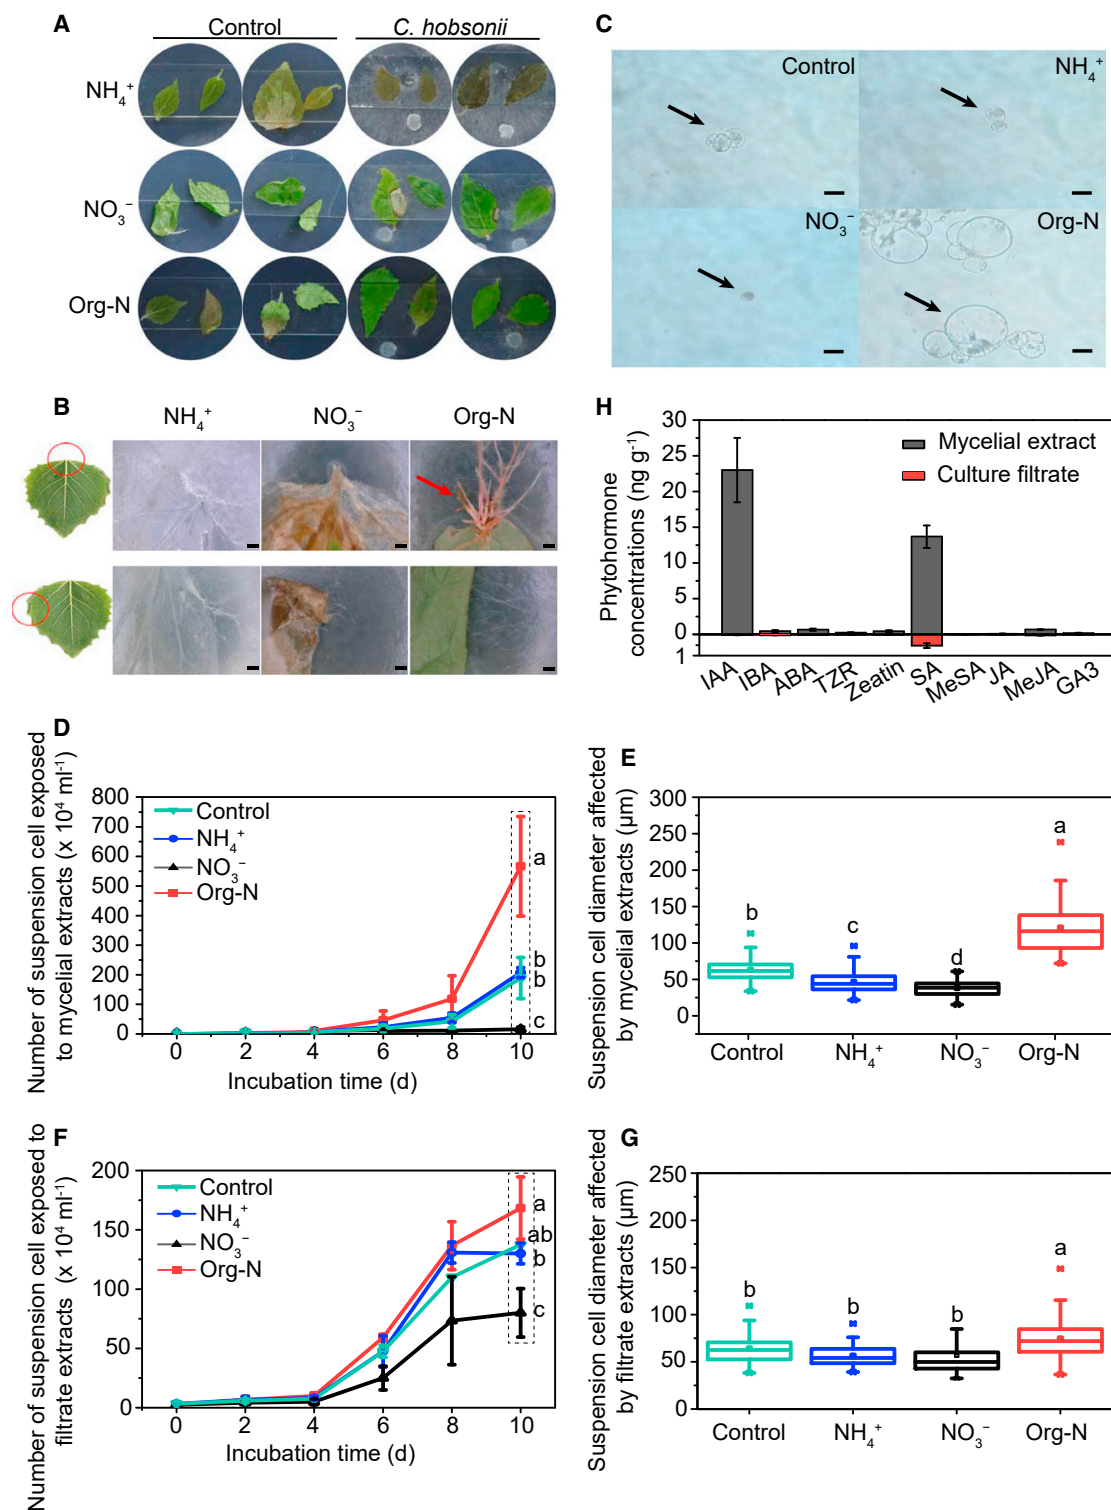 A
Control
C. hobsonii
NH₄⁺
NO₃⁻
Org-N
C
Control
NH₄⁺
NO₃⁻
Org-N
B
NH₄⁺
NO₃⁻
Org-N
H
Phytohormone
concentrations (ng g⁻¹)
30
25
20
15
10
5
0
1
Mycelial extract
Culture filtrate
IAA
IBA
ABA
TZR
Zeatin
SA
MeSA
JA
MeJA
GA3
D
Number of suspension cell exposed
to mycelial extracts (x 10⁴ ml⁻¹)
800
700
600
500
400
300
200
100
0
Control
NH₄⁺
NO₃⁻
Org-N
a
b
b
c
0
2
4
6
8
10
Incubation time (d)
E
Suspension cell diameter affected
by mycelial extracts (µm)
300
250
200
150
100
50
0
b
c
d
a
Control
NH₄⁺
NO₃⁻
Org-N
F
Number of suspension cell exposed to
filtrate extracts (x 10⁴ ml⁻¹)
200
150
100
50
0
Control
NH₄⁺
NO₃⁻
Org-N
a
ab
b
c
0
2
4
6
8
10
Incubation time (d)
G
Suspension cell diameter affected
by filtrate extracts (µm)
250
200
150
100
50
0
b
b
b
a
Control
NH₄⁺
NO₃⁻
Org-N